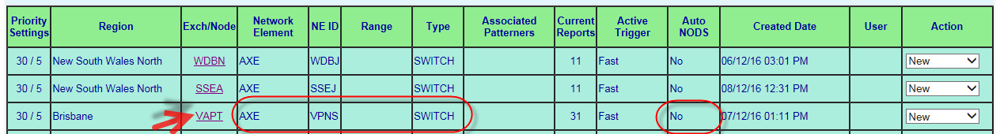 Priority Settings Region Exch/Node Network Element NE ID Range Type Associated Patterners Current Reports Active Trigger Auto NODS Created Date User Action
30 / 5 New South Wales North WDBN AXE WDBJ SWITCH 11 Fast No 06/12/16 03:01 PM New
30 / 5 New South Wales North SSEA AXE SSEJ SWITCH 11 Fast No 08/12/16 12:31 PM New
30 / 5 Brisbane VAPT AXE VPNS SWITCH 31 Fast No 07/12/16 01:11 PM New